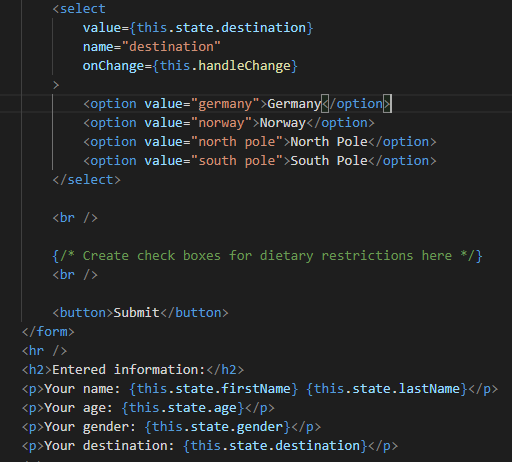 <select
value={this.state.destination}
name="destination"
onChange={this.handleChange}
>
<option value="germany">Germany</option>
<option value="norway">Norway</option>
<option value="north pole">North Pole</option>
<option value="south pole">South Pole</option>
</select>
<br />
{/* Create check boxes for dietary restrictions here */}
<br />
<button>Submit</button>
</form>
<hr />
<h2>Entered information:</h2>
<p>Your name: {this.state.firstName} {this.state.lastName}</p>
<p>Your age: {this.state.age}</p>
<p>Your gender: {this.state.gender}</p>
<p>Your destination: {this.state.destination}</p>